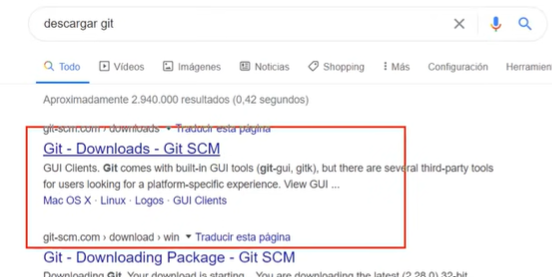 descargar git
Todo Vídeos Imágenes Noticias Shopping Más Configuración Herramien
Aproximadamente 2.940.000 resultados (0,42 segundos)
git-scm.com › downloads Traducir esta página
Git - Downloads - Git SCM
GUI Clients. Git comes with built-in GUI tools (git-gui, gitk), but there are several third-party tools
for users looking for a platform-specific experience. View GUI ...
Mac OS X · Linux · Logos · GUI Clients
git-scm.com › download › win Traducir esta página
Git - Downloading Package - Git SCM
Downloading Git. Your download is starting... You are downloading the latest (2.28.0) 32-bit